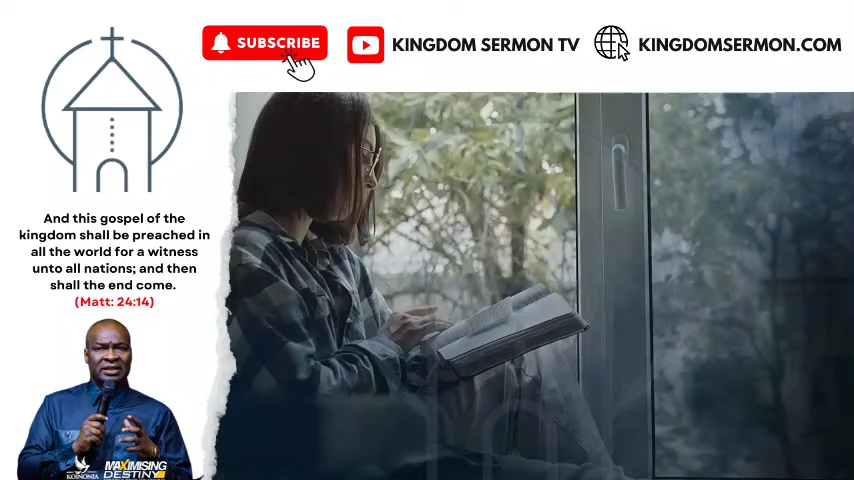 SUBSCRIBE
KINGDOM SERMON TV
KINGDOMSERMON.COM
And this gospel of the
kingdom shall be preached in
all the world for a witness
unto all nations; and then
shall the end come.
(Matt: 24:14)
KOINONIA
MAXIMISING
DESTINY